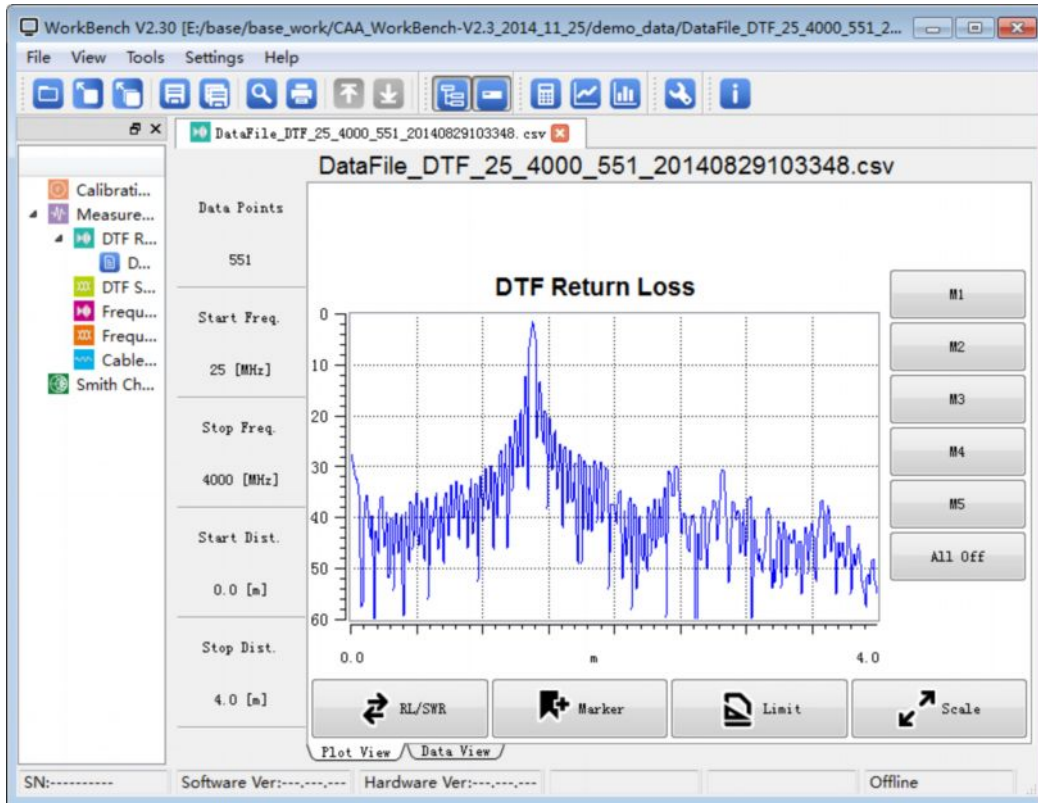 WorkBench V2.30 [E:/base/base_work/CAA_WorkBench-V2.3_2014_11_25/demo_data/DataFile_DTF_25_4000_551_2...
File View Tools Settings Help
DataFile_DTF_25_4000_551_20140829103348.csv
DataFile_DTF_25_4000_551_20140829103348.csv
Calibrati...
Measure...
DTF R...
D...
DTF S...
Frequ...
Frequ...
Cable...
Smith Ch...
Data Points
551
Start Freq.
25 [MHz]
Stop Freq.
4000 [MHz]
Start Dist.
0.0 [m]
Stop Dist.
4.0 [m]
DTF Return Loss
0
10
20
30
40
50
60
0.0 m 4.0
M1
M2
M3
M4
M5
All Off
RL/SWR Marker Limit Scale
Plot View Data View
SN:---------- Software Ver:---.---.--- Hardware Ver:---.---.--- Offline